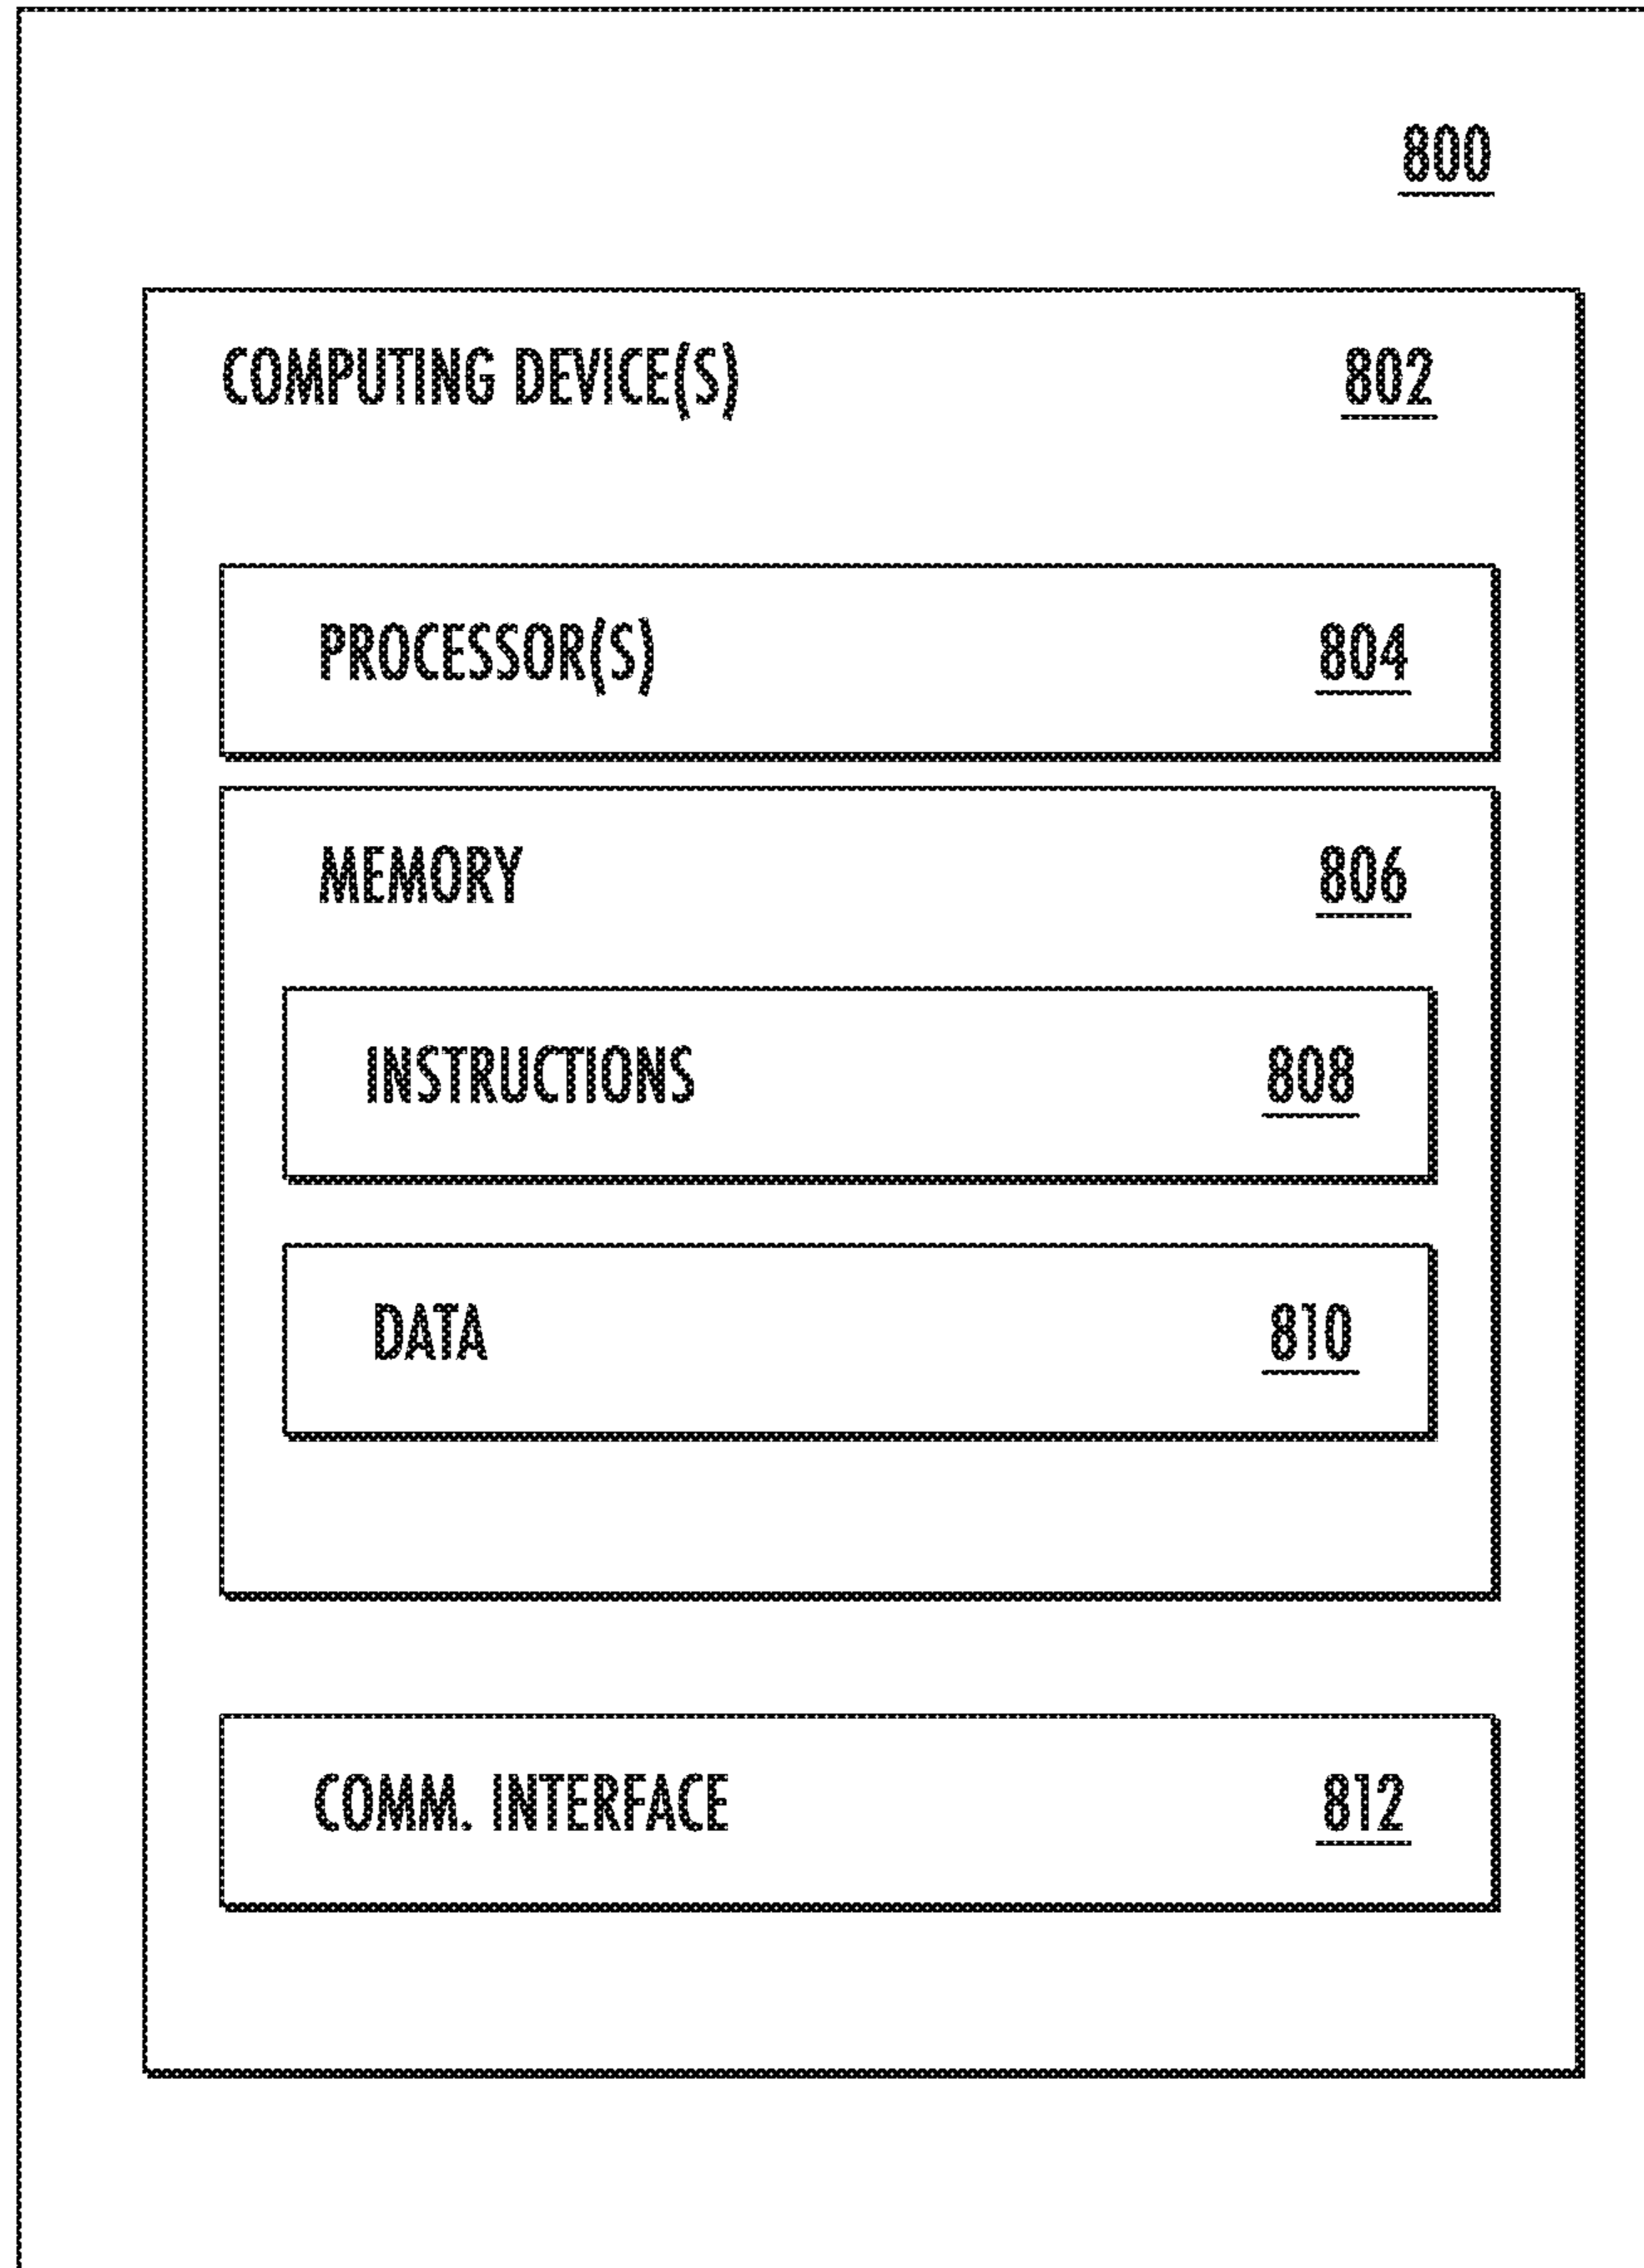 800
COMPUTING DEVICE(S) 802
PROCESSOR(S) 804
MEMORY 806
INSTRUCTIONS 808
DATA 810
COMM. INTERFACE 812